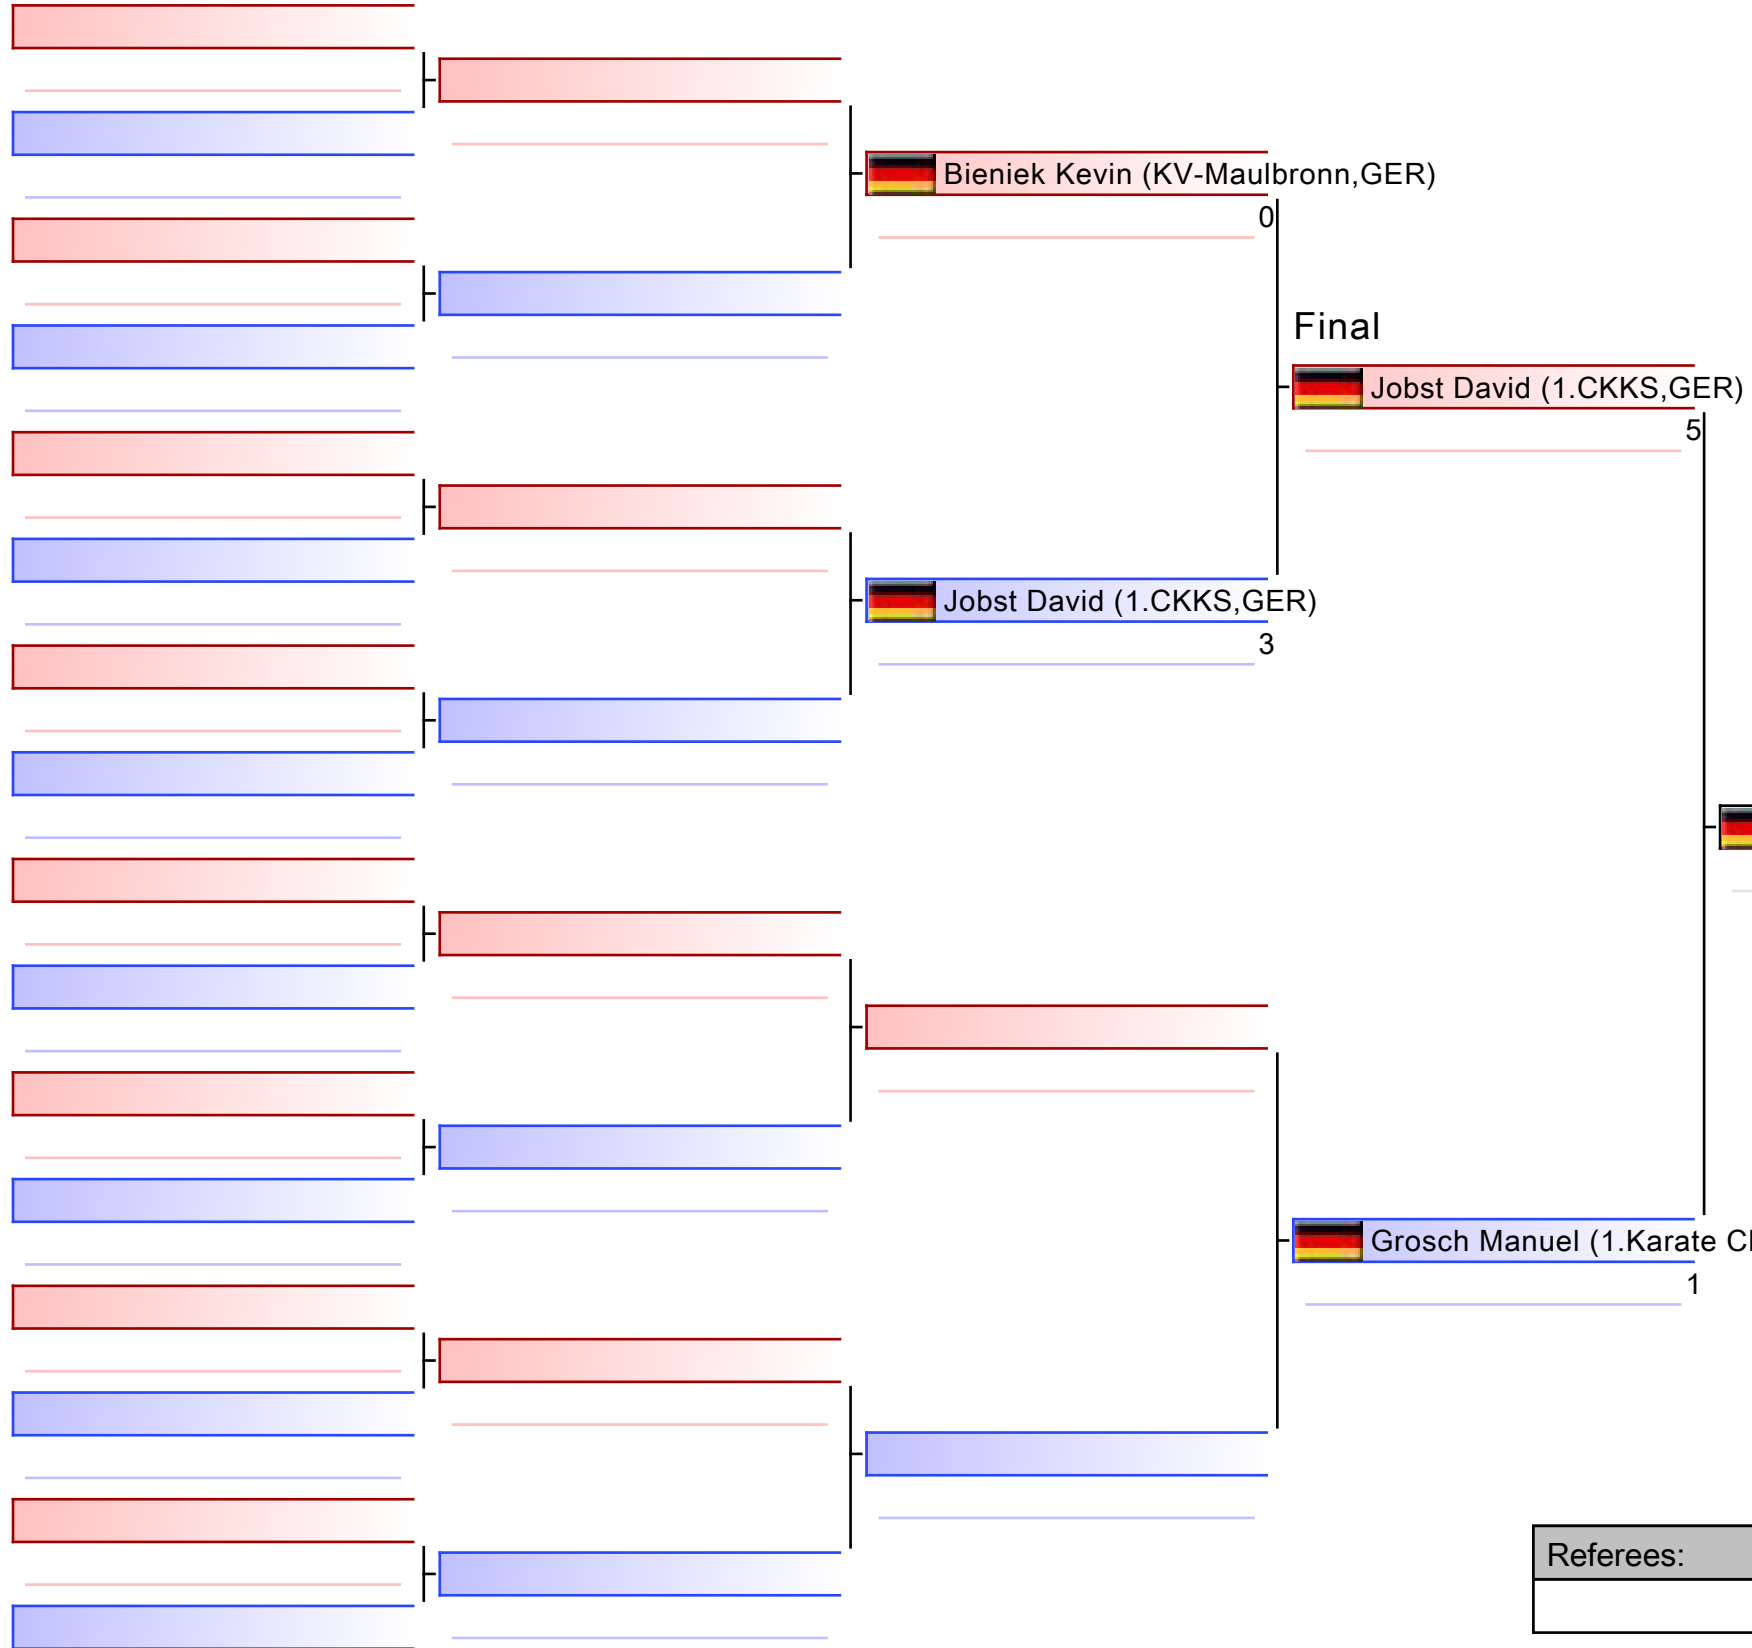 Bieniek Kevin (KV-Maulbronn,GER)
0
Final
Jobst David (1.CKKS,GER)
5
Jobst David (1.CKKS,GER)
3
Grosch Manuel (1.Karate
1
Referees: